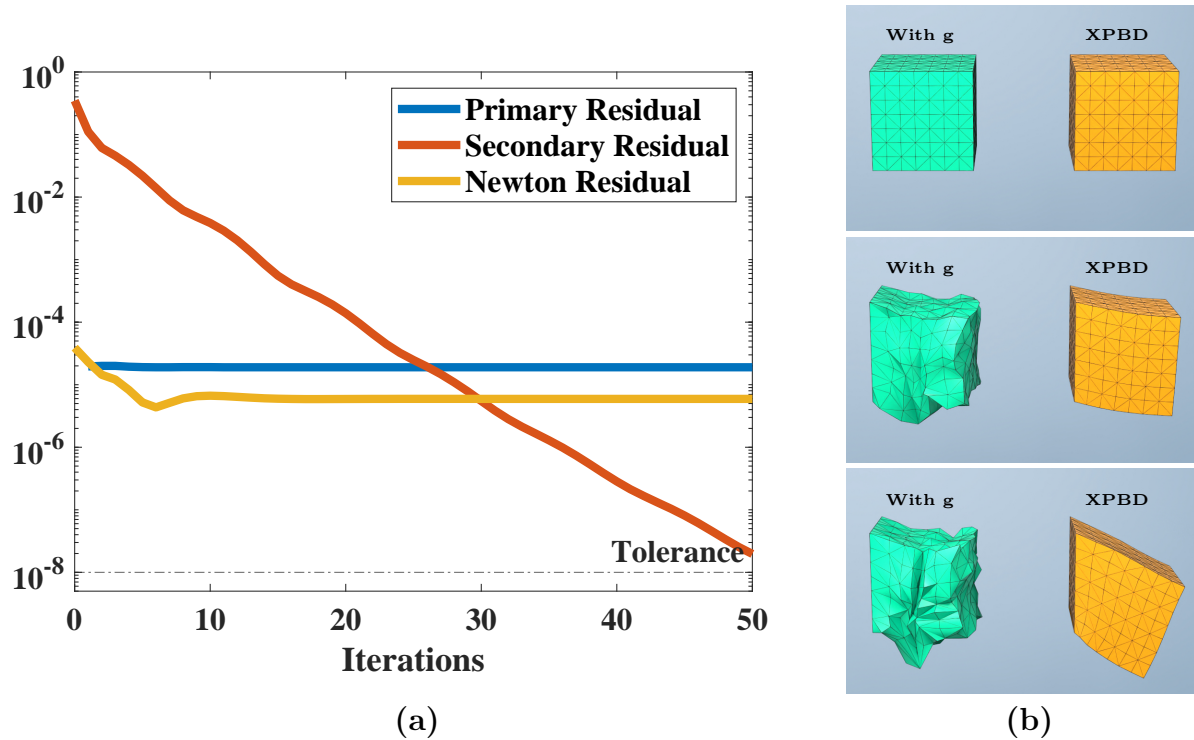 10^0
10^-2
10^-4
10^-6
10^-8
Primary Residual
Secondary Residual
Newton Residual
Tolerance
0 10 20 30 40 50
Iterations
(a)
With g XPBD
With g XPBD
With g XPBD
(b)